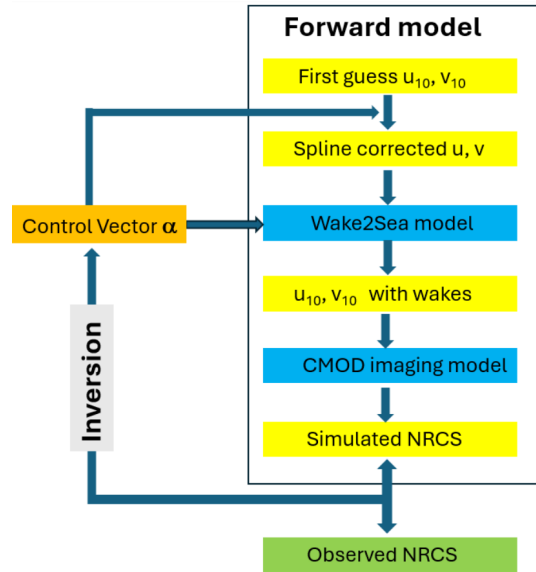 Forward model
First guess u₁₀, v₁₀
Spline corrected u, v
Control Vector α
Wake2Sea model
u₁₀, v₁₀ with wakes
Inversion
CMOD imaging model
Simulated NRCS
Observed NRCS